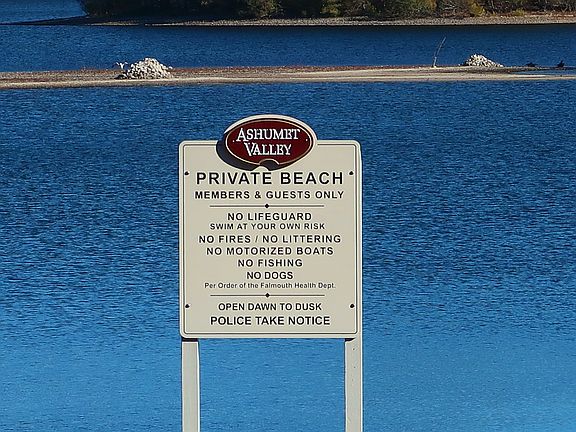 ASHUMET
VALLEY
PRIVATE BEACH
MEMBERS & GUESTS ONLY
NO LIFEGUARD
SWIM AT YOUR OWN RISK
NO FIRES / NO LITTERING
NO MOTORIZED BOATS
NO FISHING
NO DOGS
Per Order of the Falmouth Health Dept.
OPEN DAWN TO DUSK
POLICE TAKE NOTICE